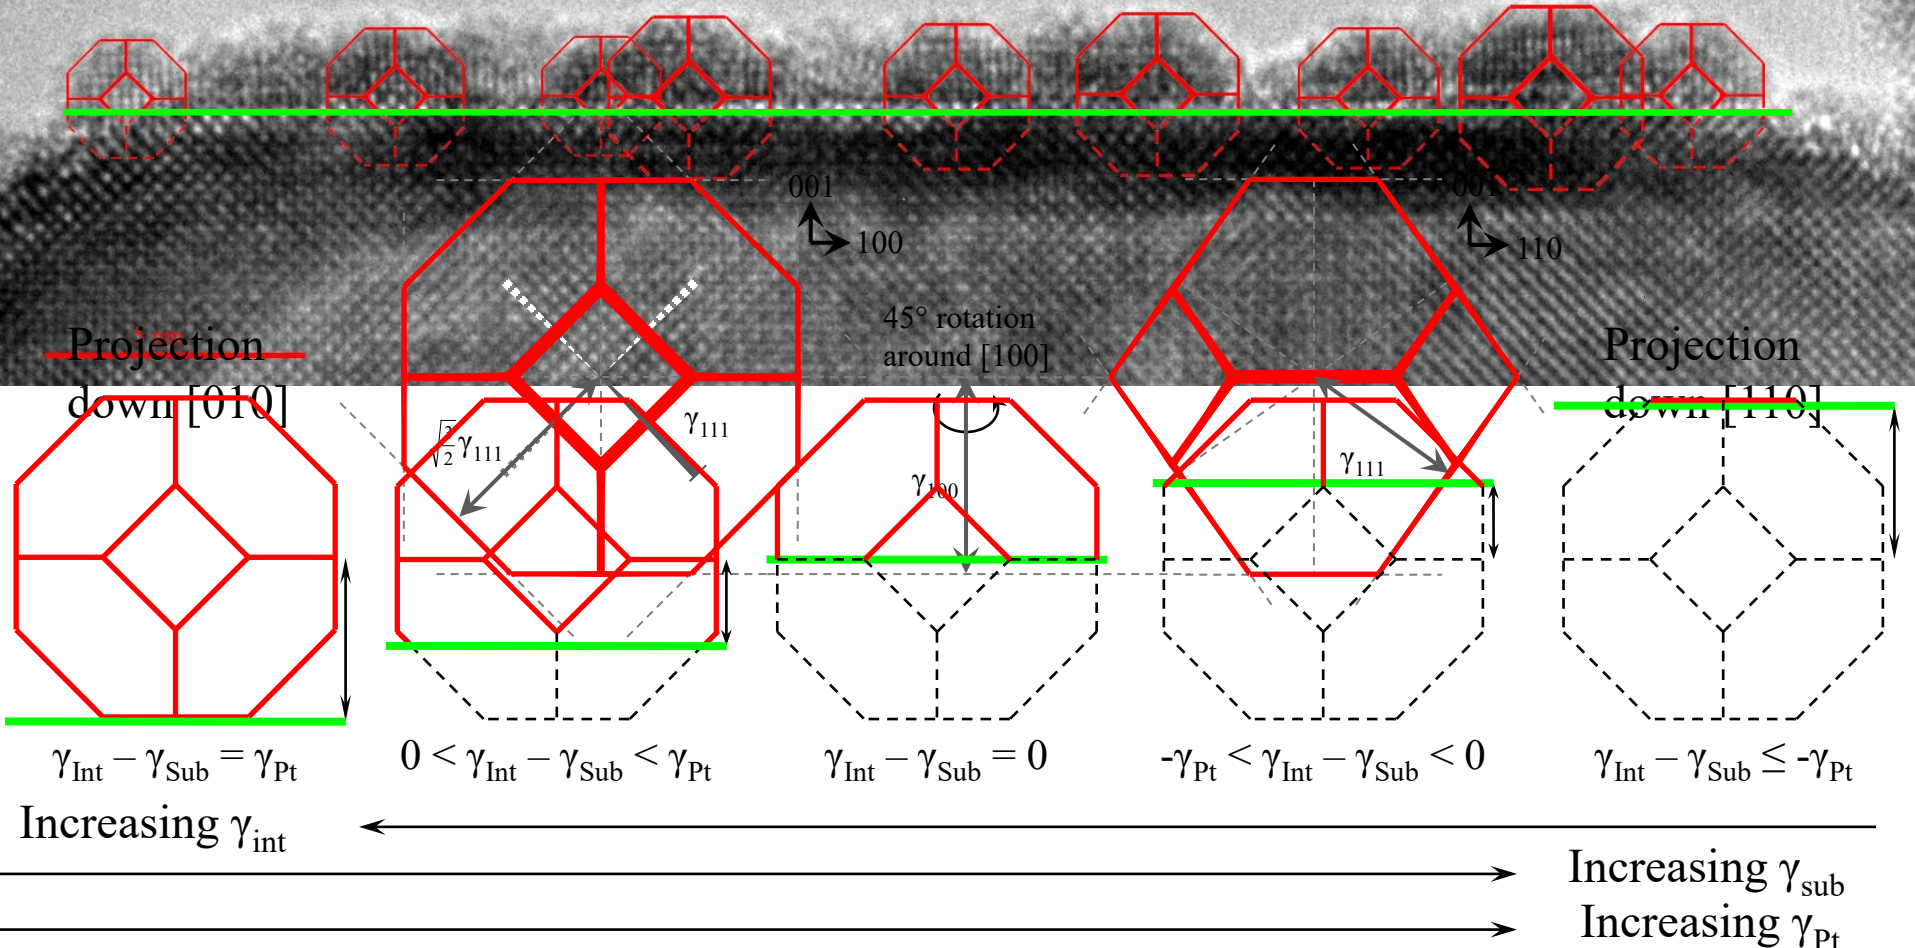 001
100
001
110
45° rotation
around [100]
Projection
down [010]
Projection
down [110]
γ111
γ111
γ100
γ111
γInt – γSub = γPt
0 < γInt – γSub < γPt
γInt – γSub = 0
-γPt < γInt – γSub < 0
γInt – γSub ≤ -γPt
Increasing γint
Increasing γsub
Increasing γPt